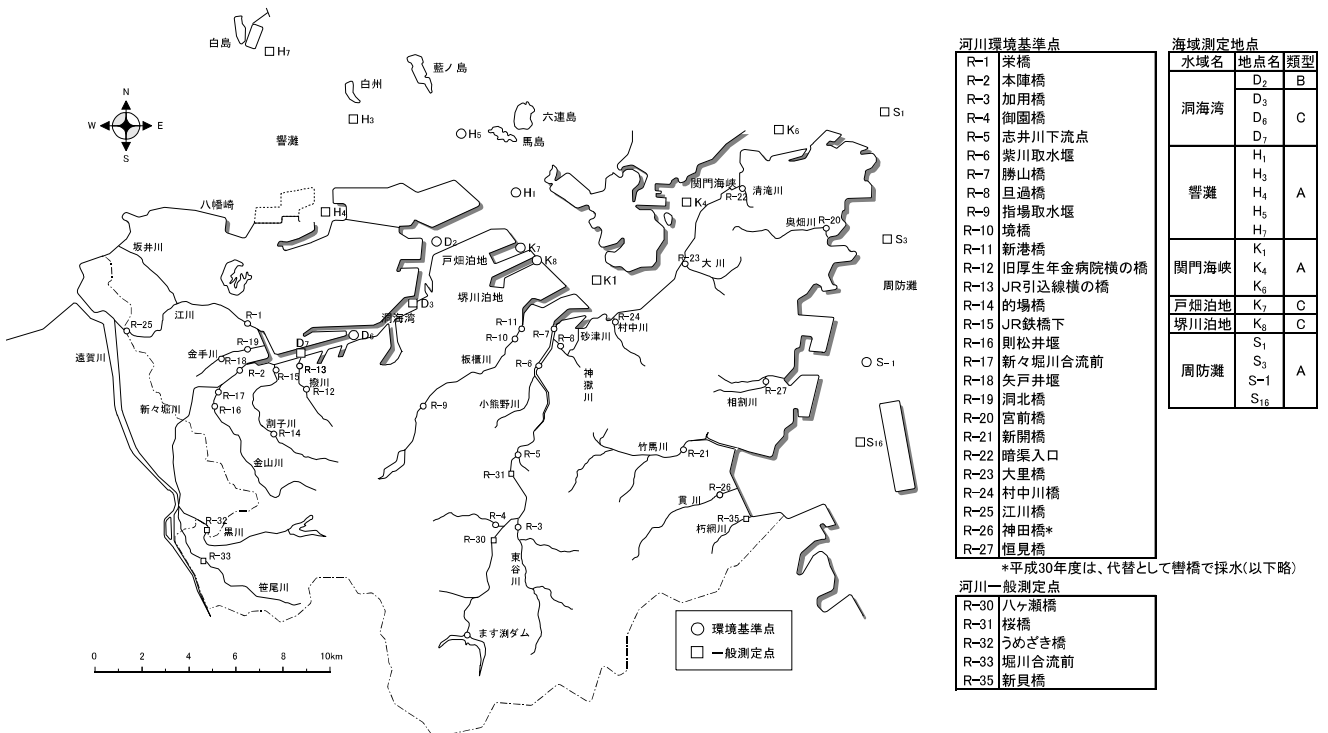 白島
H7
藍ノ島
白州
H3
六連島
馬島
H5
響灘
N
W
E
S
S1
K6
関門海峡
清滝川
R-22
H1
K4
奥畑川
R-20
八幡崎
H4
坂井川
D2
K7
戸畑泊地
K8
S3
R-23
大川
K1
周防灘
堺川泊地
D3
洞海湾
江川
R-1
R-25
R-11
R-24
村中川
R-7
砂津川
R-10
R-8
D7
D6
遠賀川
R-19
金手川
R-18
板櫃川
R-2
R-15
R-13
撥川
R-12
R-6
神嶽川
S-1
R-27
相割川
R-17
新々堀川
R-16
R-9
小熊野川
割子川
R-14
金山川
竹馬川
R-21
S16
R-5
R-31
R-26
貫川
R-35
朽網川
R-32
黒川
R-4
R-3
R-30
R-33
東谷川
笹尾川
ます渕ダム
0 2 4 6 8 10km
環境基準点
一般測定点
河川環境基準点
R-1 栄橋
R-2 本陣橋
R-3 加用橋
R-4 御園橋
R-5 志井川下流点
R-6 紫川取水堰
R-7 勝山橋
R-8 旦過橋
R-9 指場取水堰
R-10 境橋
R-11 新港橋
R-12 旧厚生年金病院横の橋
R-13 JR引込線横の橋
R-14 的場橋
R-15 JR鉄橋下
R-16 則松井堰
R-17 新々堀川合流前
R-18 矢戸井堰
R-19 洞北橋
R-20 宮前橋
R-21 新開橋
R-22 暗渠入口
R-23 大里橋
R-24 村中川橋
R-25 江川橋
R-26 神田橋*
R-27 恒見橋
*平成30年度は、代替として轡橋で採水(以下略)
河川一般測定点
R-30 八ヶ瀬橋
R-31 桜橋
R-32 うめざき橋
R-33 堀川合流前
R-35 新貝橋
海域測定地点
水域名 地点名 類型
洞海湾 D2 B
D3
D6 C
D7
H1
H3
響灘 H4 A
H5
H7
K1
関門海峡 K4 A
K6
戸畑泊地 K7 C
堺川泊地 K8 C
S1
周防灘 S3 A
S-1
S16